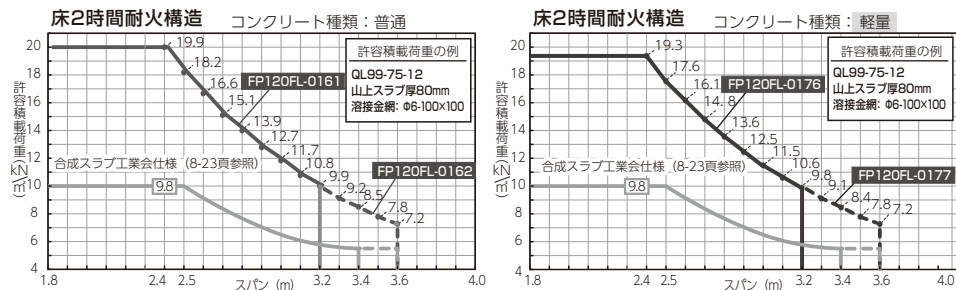 床2時間耐火構造 コンクリート種類：普通
20
18
16
14
12
10
8
6
4
許容積載荷重（kN/㎡）
19.9
18.2
16.6
15.1
13.9
12.7
11.7
10.8
9.9
9.2
8.5
7.8
7.2
FP120FL-0161
FP120FL-0162
許容積載荷重の例
QL99-75-12
山上スラブ厚80mm
溶接金網: Φ6-100×100
合成スラブ工業会仕様（8-23頁参照）
9.8
1.8 2.4 2.5 3.2 3.4 3.6 4.0
スパン（m）
床2時間耐火構造 コンクリート種類：軽量
20
18
16
14
12
10
8
6
4
許容積載荷重（kN/㎡）
19.3
17.6
16.1
14.8
13.6
12.5
11.5
10.6
9.8
9.1
8.4
7.8
7.2
FP120FL-0176
FP120FL-0177
許容積載荷重の例
QL99-75-12
山上スラブ厚80mm
溶接金網: Φ6-100×100
合成スラブ工業会仕様（8-23頁参照）
9.8
1.8 2.4 2.5 3.2 3.4 3.6 4.0
スパン（m）